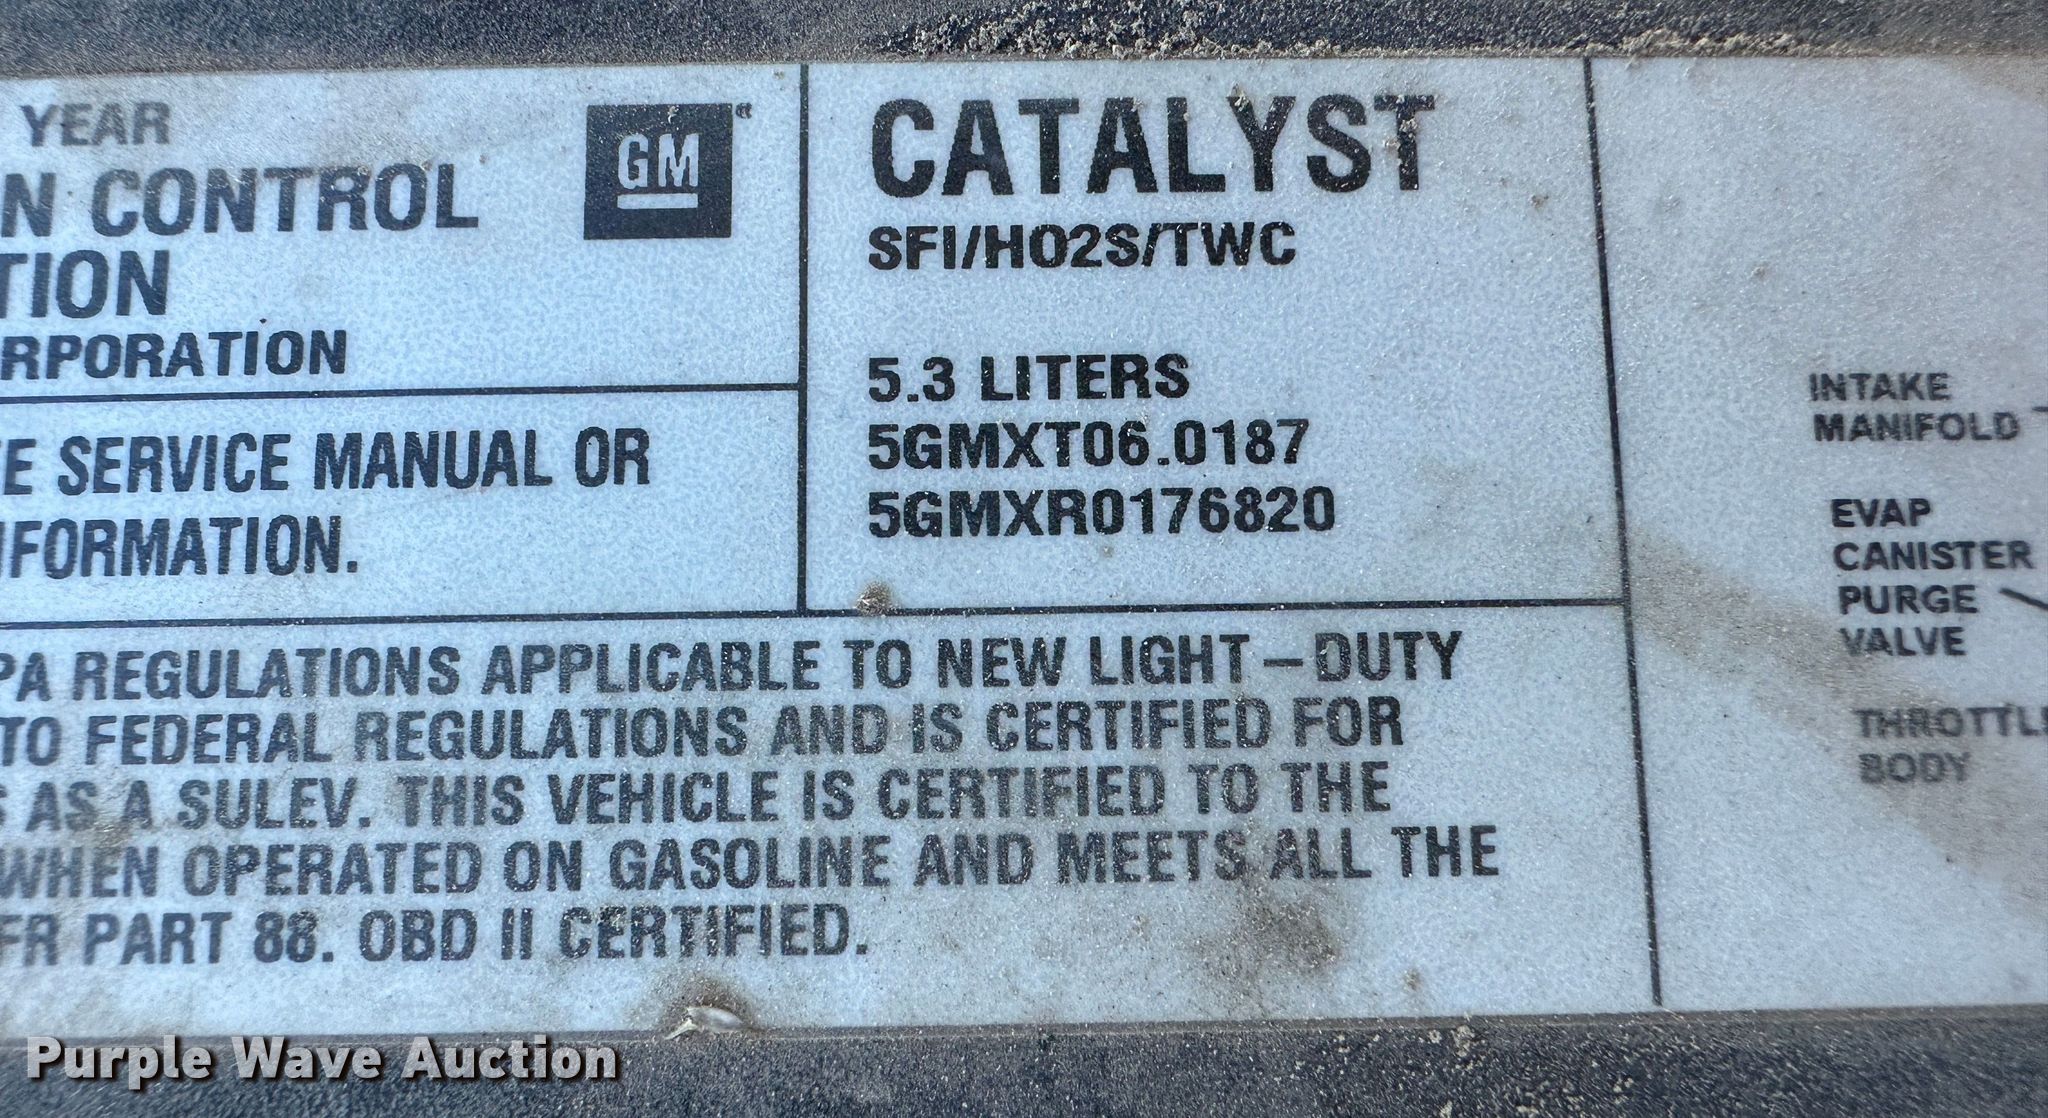 YEAR
N CONTROL
TION
RPORATION
GM
E SERVICE MANUAL OR
NFORMATION.
CATALYST
SFI/HO2S/TWC
5.3 LITERS
5GMXT06.0187
5GMXR0176820
PA REGULATIONS APPLICABLE TO NEW LIGHT-DUTY
TO FEDERAL REGULATIONS AND IS CERTIFIED FOR
S AS A SULEV. THIS VEHICLE IS CERTIFIED TO THE
WHEN OPERATED ON GASOLINE AND MEETS ALL THE
FR PART 88. OBD II CERTIFIED.
INTAKE
MANIFOLD
EVAP
CANISTER
PURGE
VALVE
THROTTLE
BODY
Purple Wave Auction